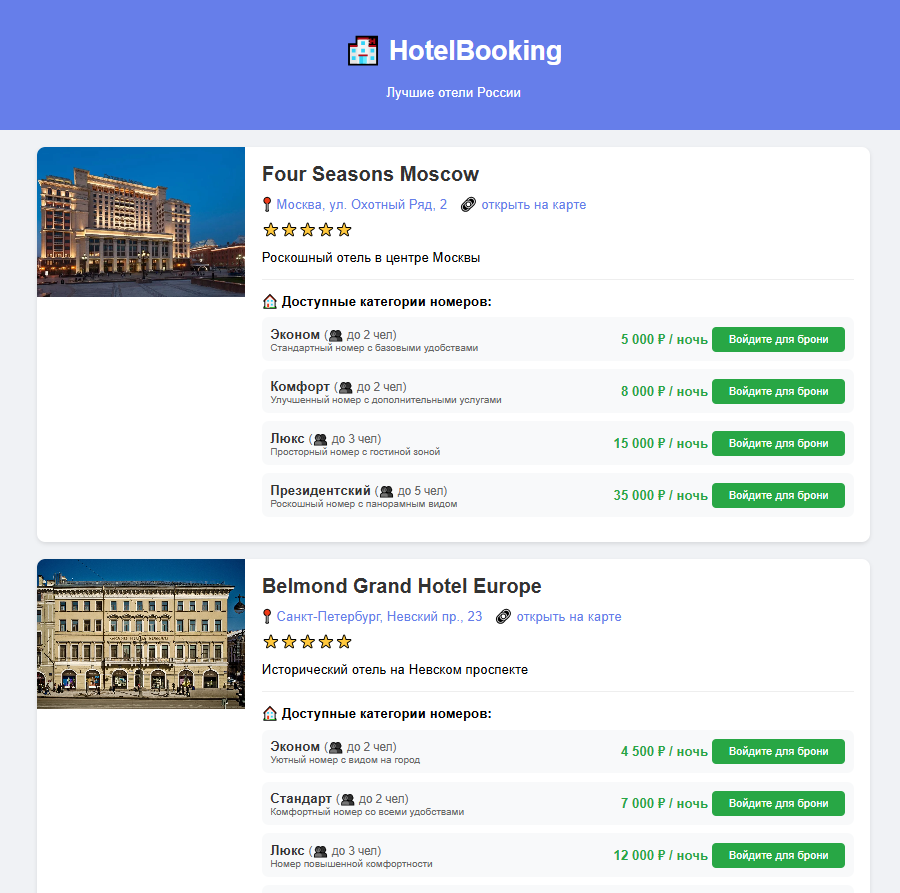 HotelBooking
Лучшие отели России
Four Seasons Moscow
Москва, ул. Охотный Ряд, 2 открыть на карте
Роскошный отель в центре Москвы
Доступные категории номеров:
Эконом (до 2 чел)
Стандартный номер с базовыми удобствами
5 000 ₽ / ночь Войдите для брони
Комфорт (до 2 чел)
Улучшенный номер с дополнительными услугами
8 000 ₽ / ночь Войдите для брони
Люкс (до 3 чел)
Просторный номер с гостиной зоной
15 000 ₽ / ночь Войдите для брони
Президентский (до 5 чел)
Роскошный номер с панорамным видом
35 000 ₽ / ночь Войдите для брони
Belmond Grand Hotel Europe
Санкт-Петербург, Невский пр., 23 открыть на карте
Исторический отель на Невском проспекте
Доступные категории номеров:
Эконом (до 2 чел)
Уютный номер с видом на город
4 500 ₽ / ночь Войдите для брони
Стандарт (до 2 чел)
Комфортный номер со всеми удобствами
7 000 ₽ / ночь Войдите для брони
Люкс (до 3 чел)
Номер повышенной комфортности
12 000 ₽ / ночь Войдите для брони